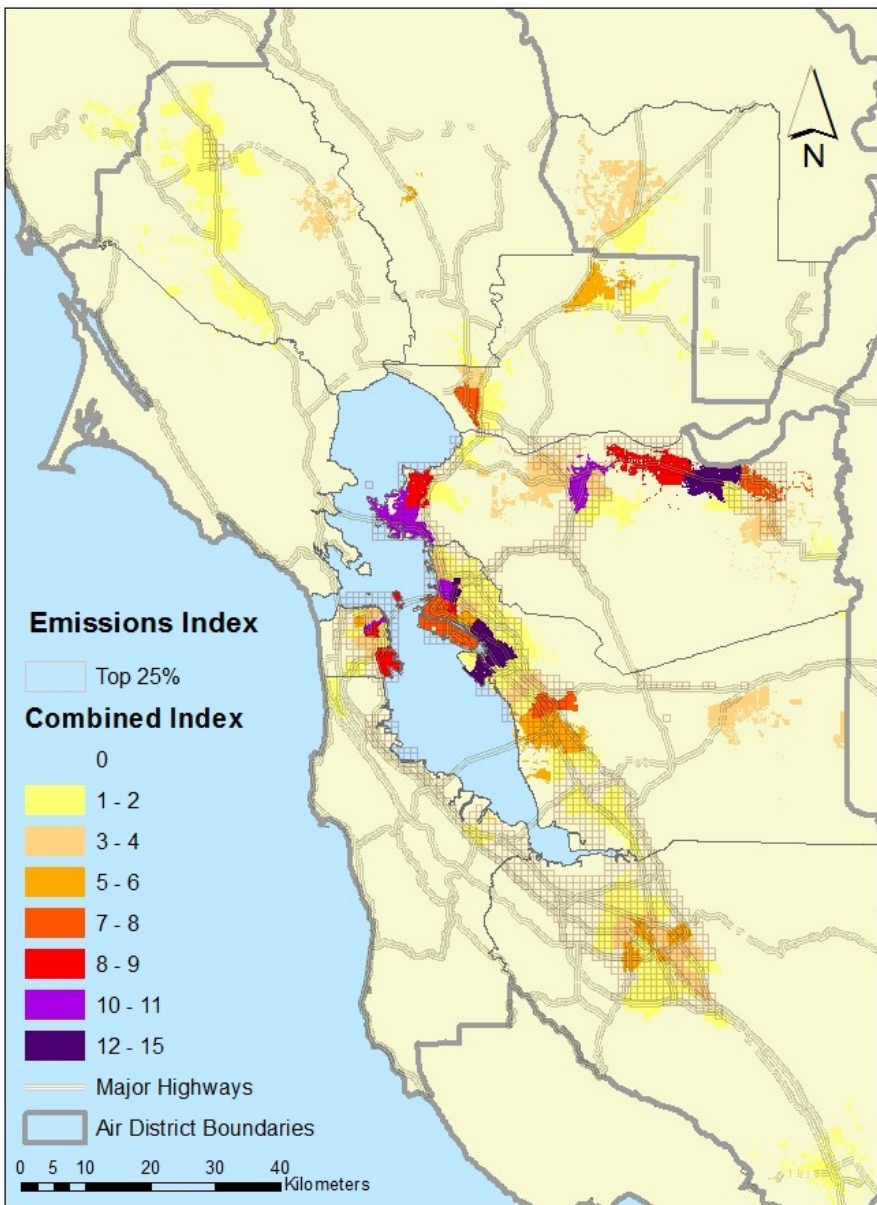 N
Emissions Index
Top 25%
Combined Index
0
1 - 2
3 - 4
5 - 6
7 - 8
8 - 9
10 - 11
12 - 15
Major Highways
Air District Boundaries
0 5 10 20 30 40
Kilometers